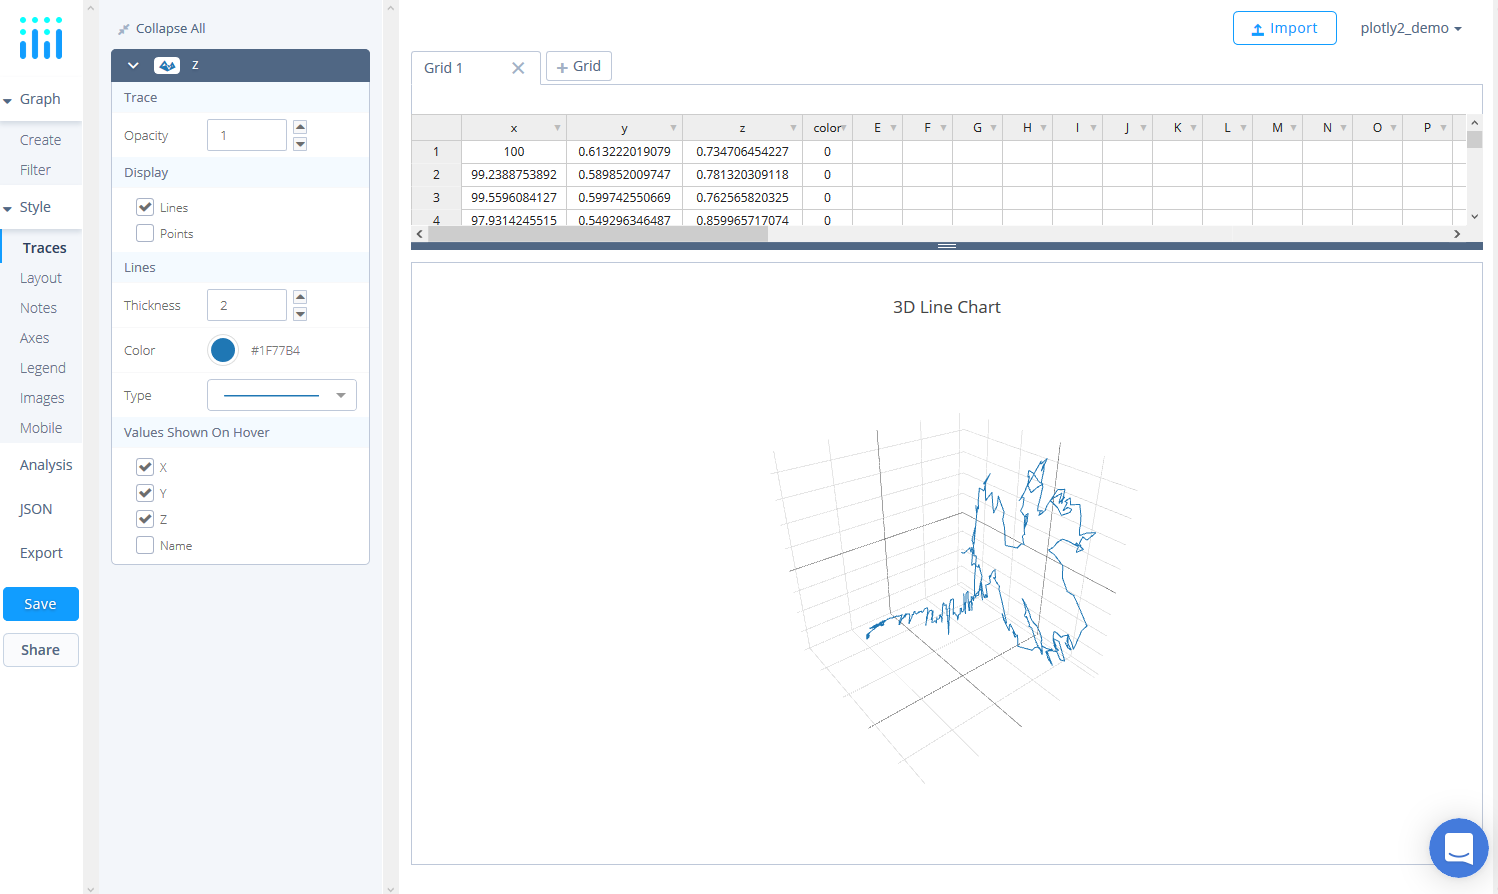 Collapse All
Import
plotly2_demo
Z
Grid 1
Grid
Graph
Trace
Create
Opacity
1
Filter
Display
Style
Lines
Points
Traces
Lines
Layout
Notes
Thickness
2
Axes
Color
#1F77B4
Legend
Type
Images
Mobile
Values Shown On Hover
Analysis
X
Y
JSON
Z
Export
Name
Save
Share
x y z color E F G H I J K L M N O P
1 100 0.613222019079 0.734706454227 0
2 99.2388753892 0.589852009747 0.781320309118 0
3 99.5596084127 0.599742550669 0.762565820325 0
4 97.9314245515 0.549296346487 0.859965717074 0
3D Line Chart